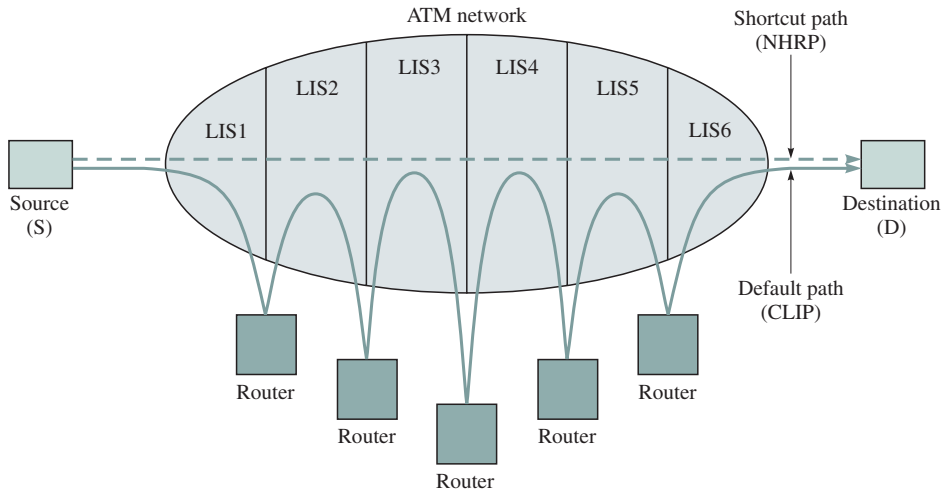 ATM network
Shortcut path
(NHRP)
LIS1
LIS2
LIS3
LIS4
LIS5
LIS6
Source
(S)
Destination
(D)
Default path
(CLIP)
Router
Router
Router
Router
Router